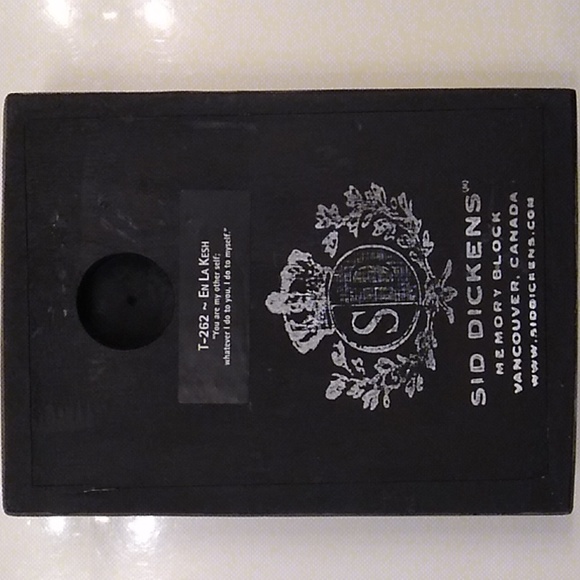 T-262 ~ EN LA KESH
"You are my other self:
whatever I do to you, I do to myself."
S
SID DICKENS®
MEMORY BLOCK
VANCOUVER, CANADA
WWW.SIDDICKENS.COM